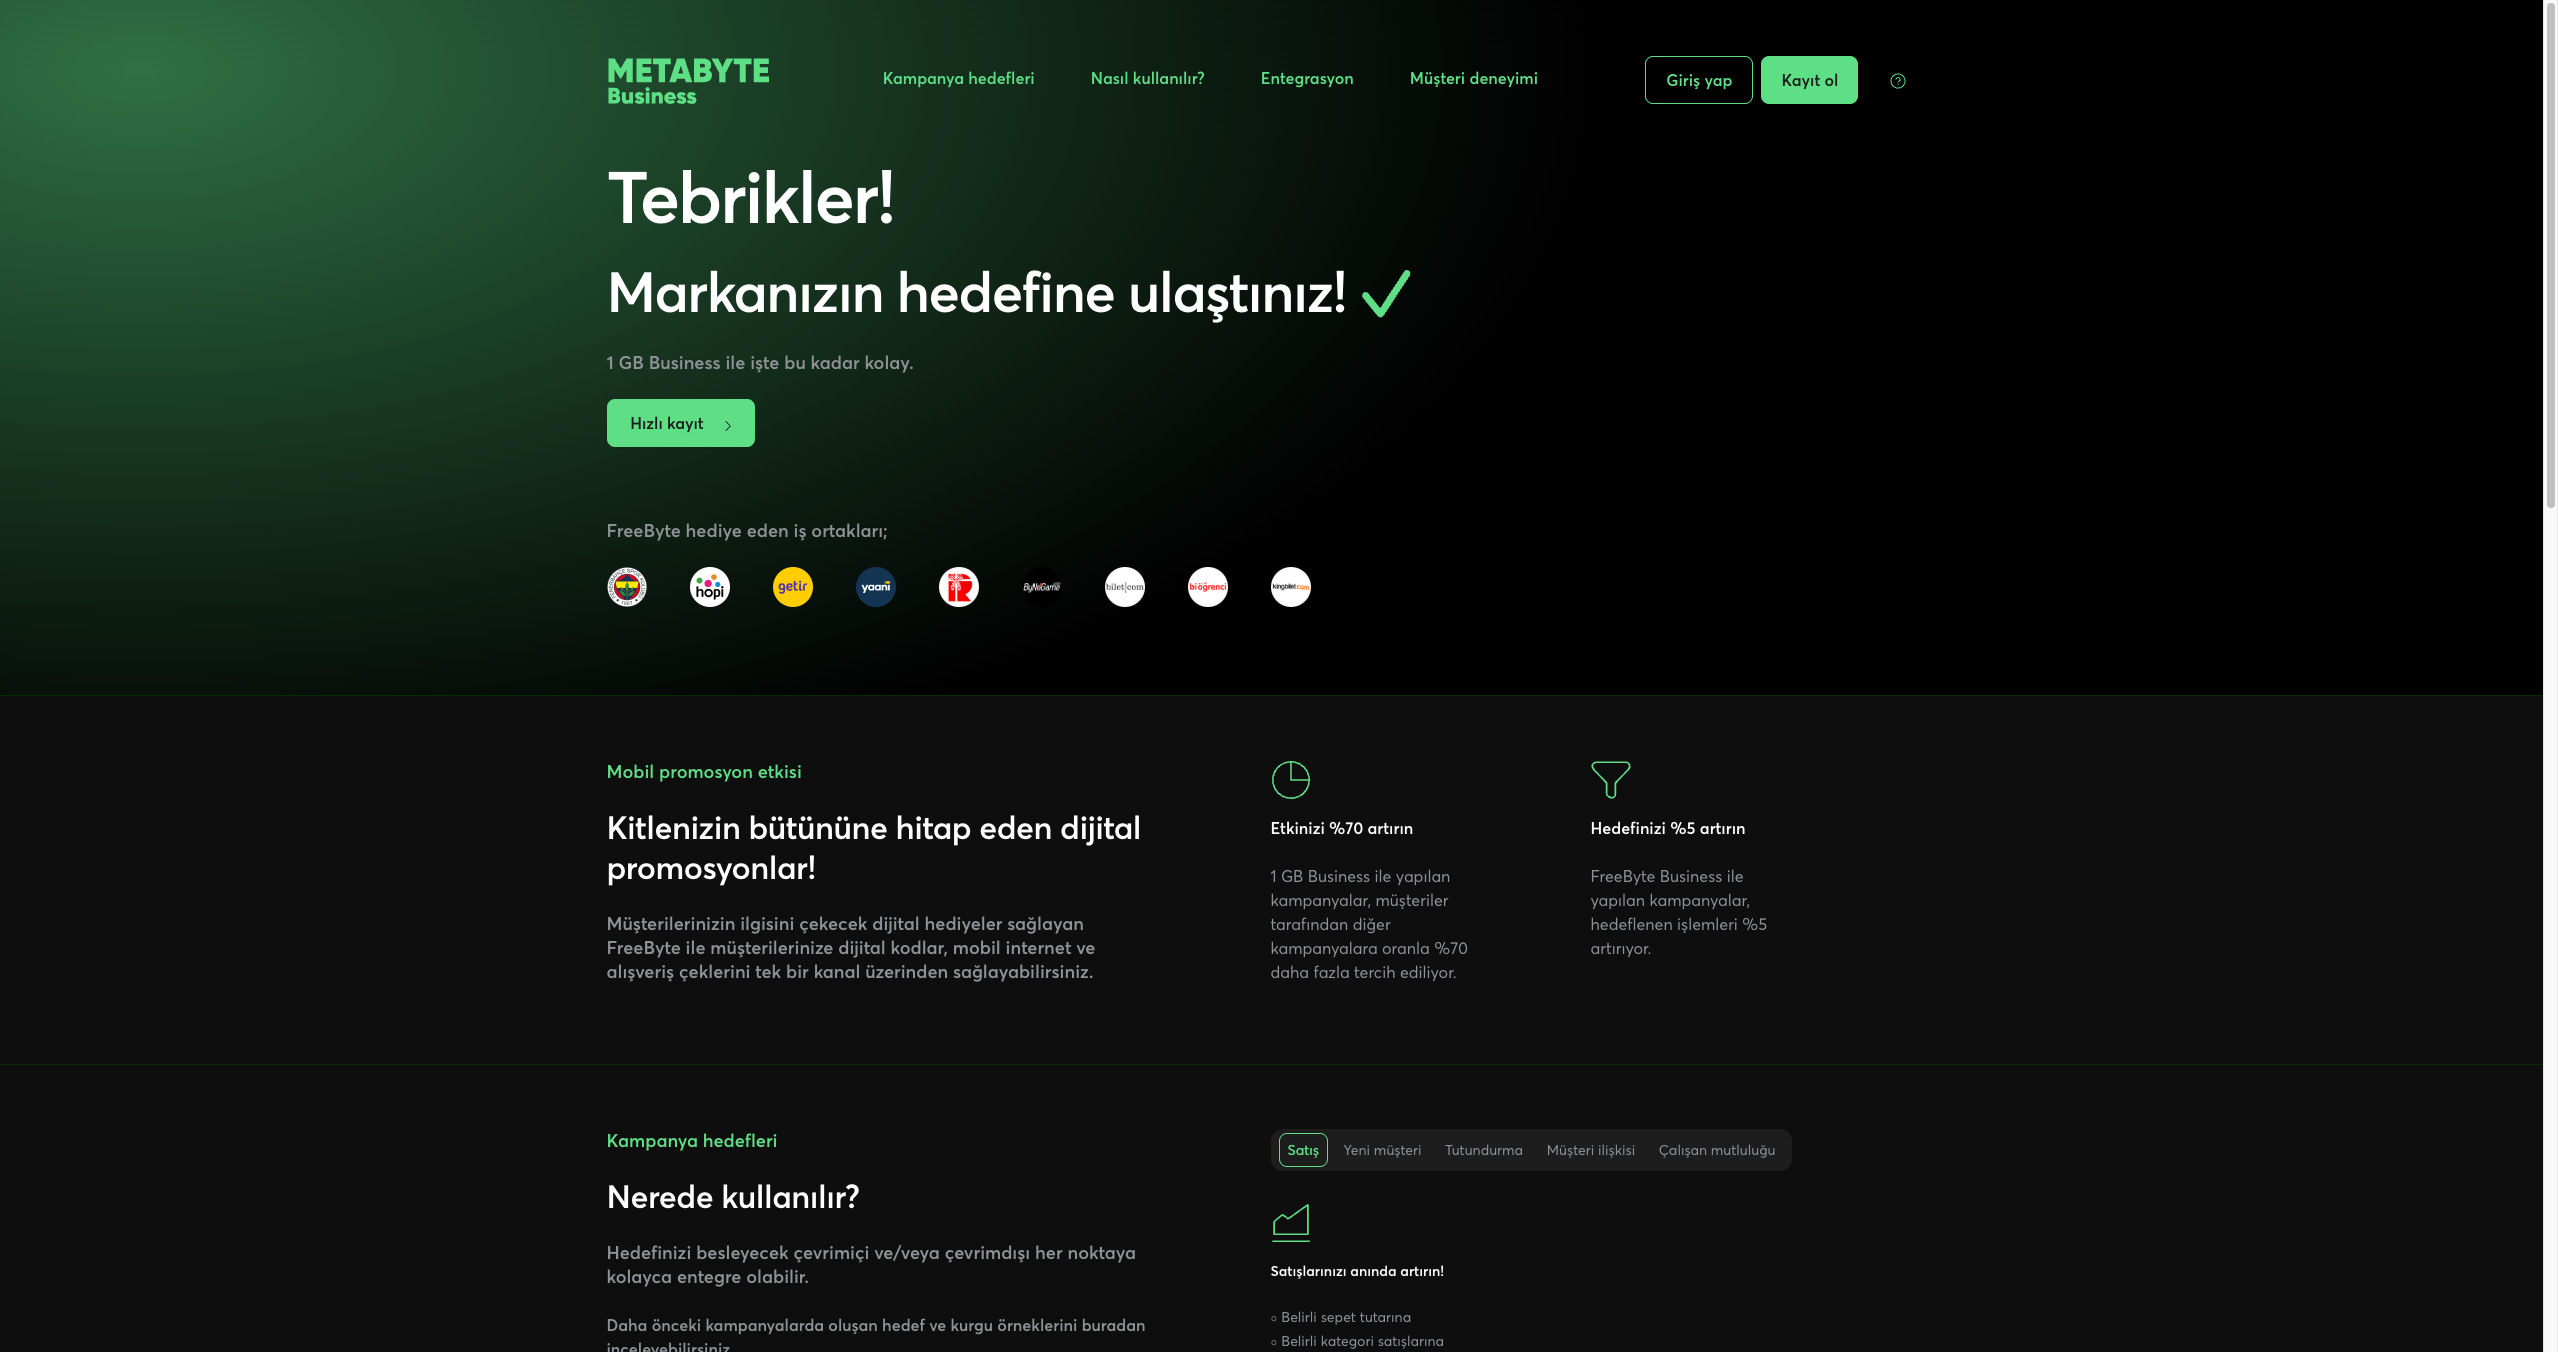 METABYTE
Business
Kampanya hedefleri
Nasıl kullanılır?
Entegrasyon
Müşteri deneyimi
Giriş yap
Kayıt ol
Tebrikler!
Markanızın hedefine ulaştınız!
1 GB Business ile işte bu kadar kolay.
Hızlı kayıt
FreeByte hediye eden iş ortakları;
hopi
getir
yaani
ByNoGame
bilet.com
biöğrenci
kingbilet.com
Mobil promosyon etkisi
Kitlenizin bütününe hitap eden dijital
promosyonlar!
Müşterilerinizin ilgisini çekecek dijital hediyeler sağlayan
FreeByte ile müşterilerinize dijital kodlar, mobil internet ve
alışveriş çeklerini tek bir kanal üzerinden sağlayabilirsiniz.
Etkinizi %70 artırın
1 GB Business ile yapılan
kampanyalar, müşteriler
tarafından diğer
kampanyalara oranla %70
daha fazla tercih ediliyor.
Hedefinizi %5 artırın
FreeByte Business ile
yapılan kampanyalar,
hedeflenen işlemleri %5
artırıyor.
Kampanya hedefleri
Nerede kullanılır?
Hedefinizi besleyecek çevrimiçi ve/veya çevrimdışı her noktaya
kolayca entegre olabilir.
Daha önceki kampanyalarda oluşan hedef ve kurgu örneklerini buradan
inceleyebilirsiniz.
Satış
Yeni müşteri
Tutundurma
Müşteri ilişkisi
Çalışan mutluluğu
Satışlarınızı anında artırın!
○ Belirli sepet tutarına
○ Belirli kategori satışlarına